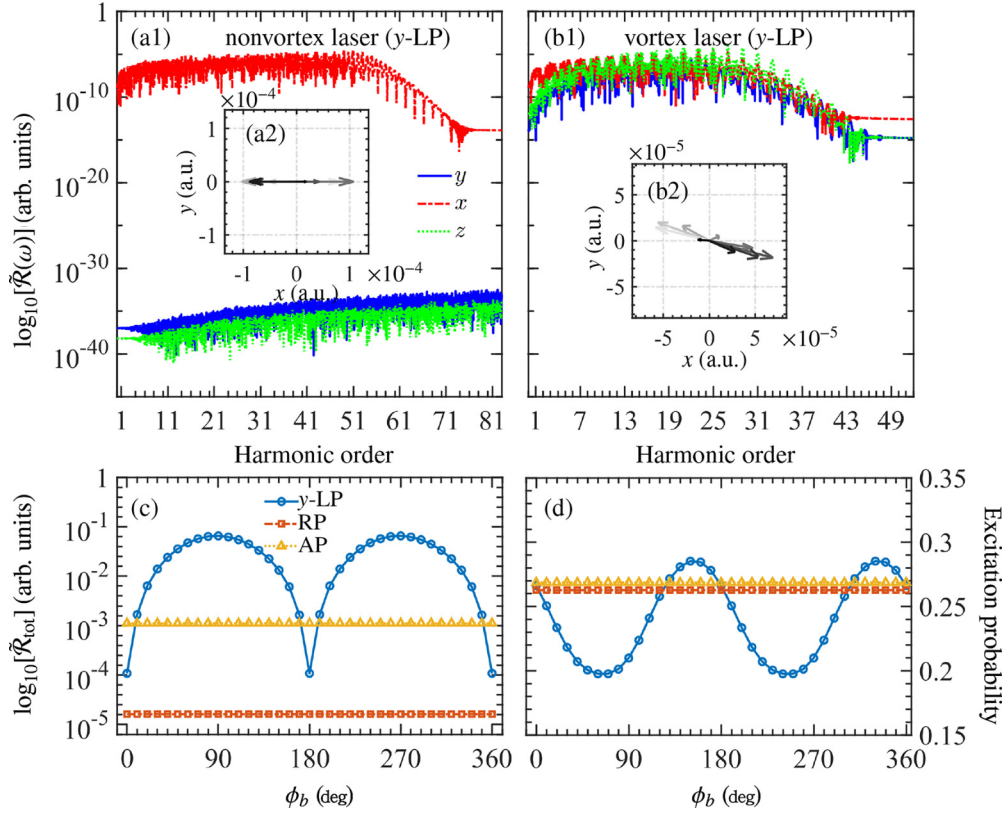 (a1) nonvortex laser (y-LP)
(b1) vortex laser (y-LP)
log₁₀[R̃(ω)] (arb. units)
1
10⁻¹⁰
10⁻²⁰
10⁻³⁰
10⁻⁴⁰
×10⁻⁴
(a2)
y (a.u.)
1
0
-1
-1 0 1 ×10⁻⁴
x (a.u.)
y
x
z
×10⁻⁵
(b2)
y (a.u.)
5
0
-5
-5 0 5 ×10⁻⁵
x (a.u.)
1 11 21 31 41 51 61 71 81
Harmonic order
1 7 13 19 25 31 37 43 49
Harmonic order
log₁₀[R̃tot] (arb. units)
1
10⁻¹
10⁻²
10⁻³
10⁻⁴
10⁻⁵
(c)
y-LP
RP
AP
0 90 180 270 360
ϕb (deg)
(d)
0.35
0.30
0.25
0.2
0.15
Excitation probability
0 90 180 270 360
ϕb (deg)